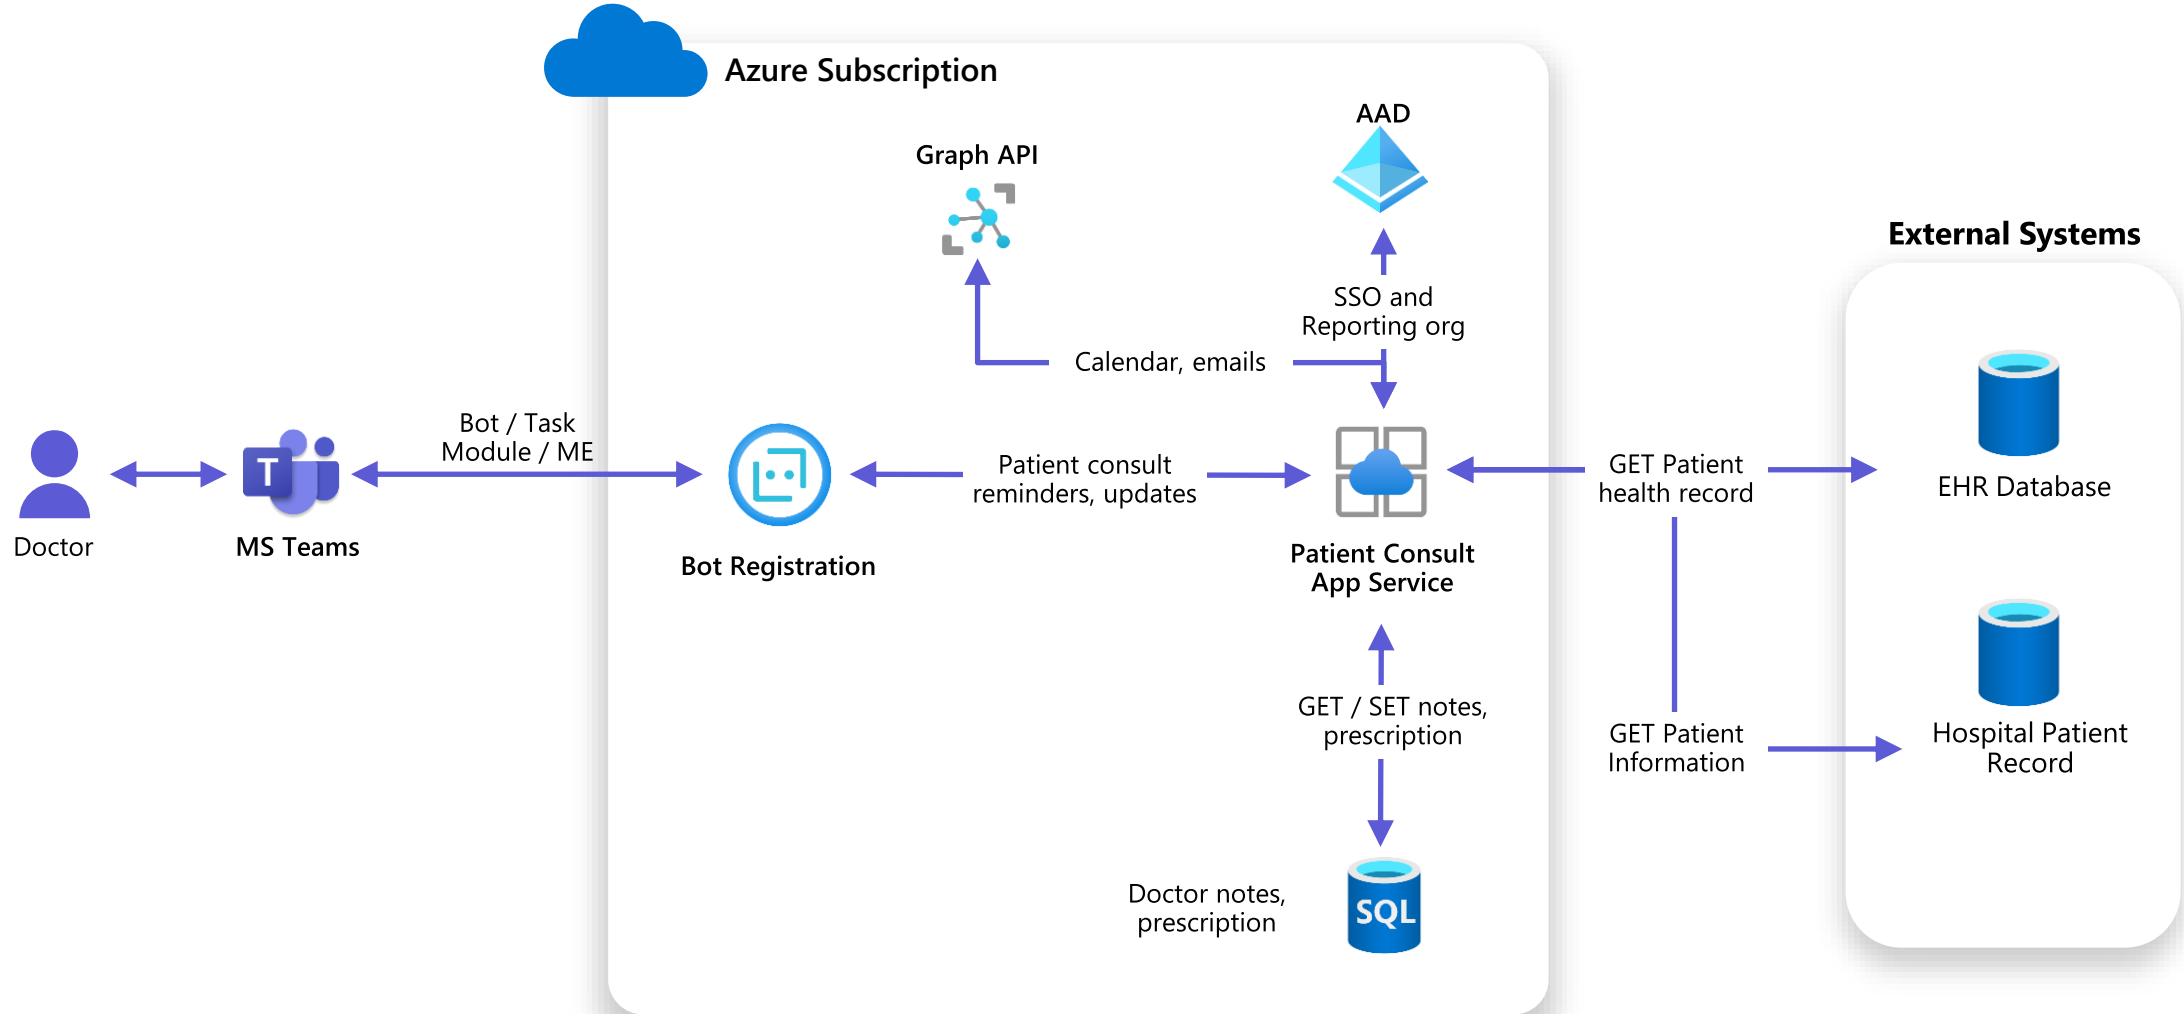 Azure Subscription
AAD
Graph API
SSO and
Reporting org
Calendar, emails
External Systems
Doctor
T
MS Teams
Bot / Task
Module / ME
Bot Registration
Patient consult
reminders, updates
Patient Consult
App Service
GET Patient
health record
EHR Database
GET / SET notes,
prescription
GET Patient
Information
Hospital Patient
Record
Doctor notes,
prescription
SQL